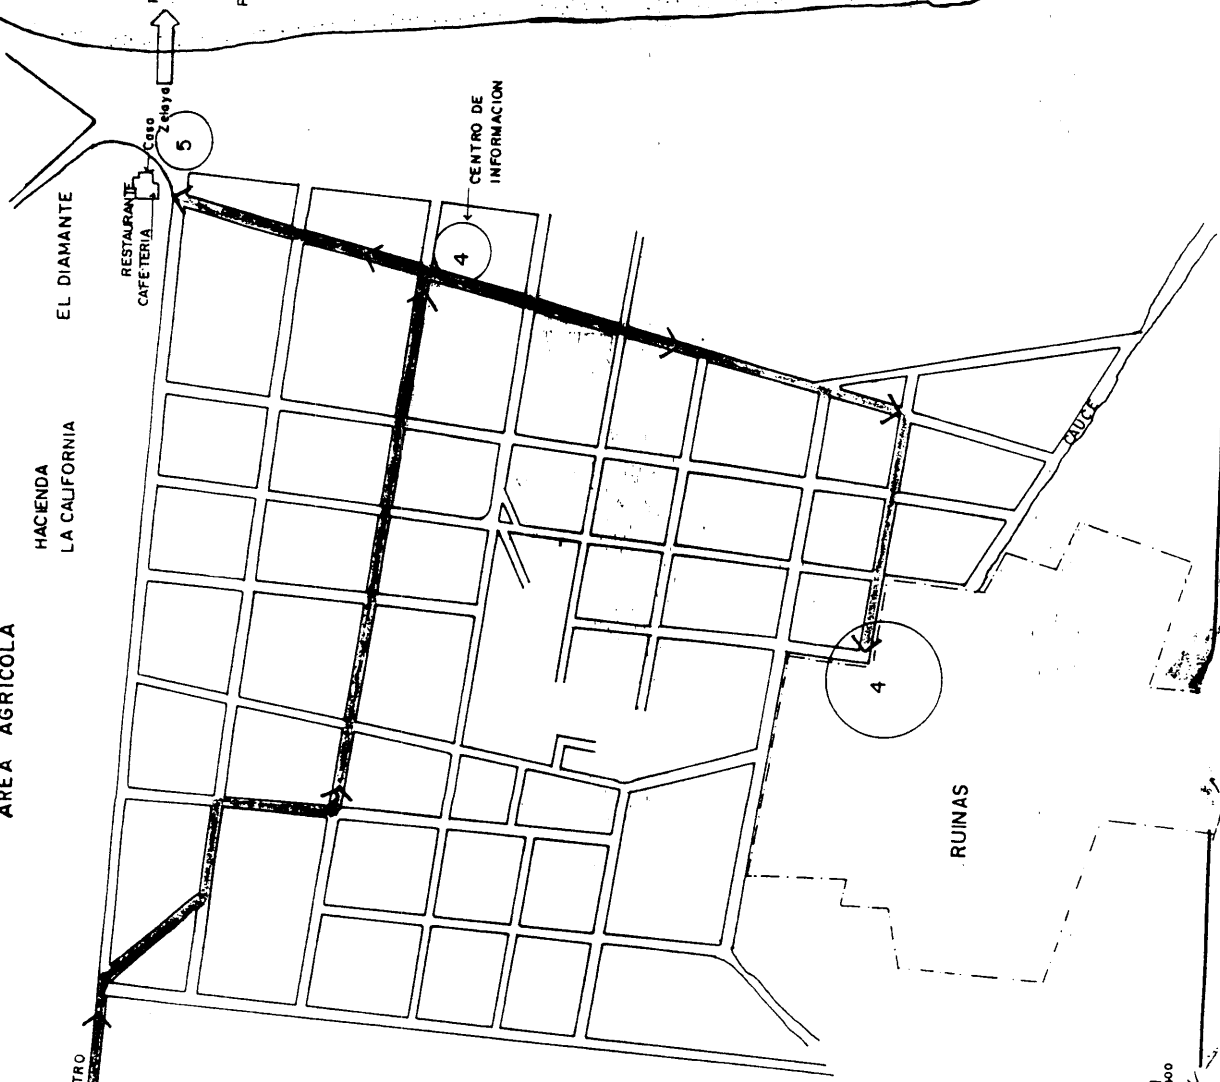 AREA AGRICOLA
HACIENDA
LA CALIFORNIA
EL DIAMANTE
RESTAURANTE
CAFETERIA
Casa
Zelaya
5
CENTRO DE
INFORMACION
4
CAUCE
4
RUINAS